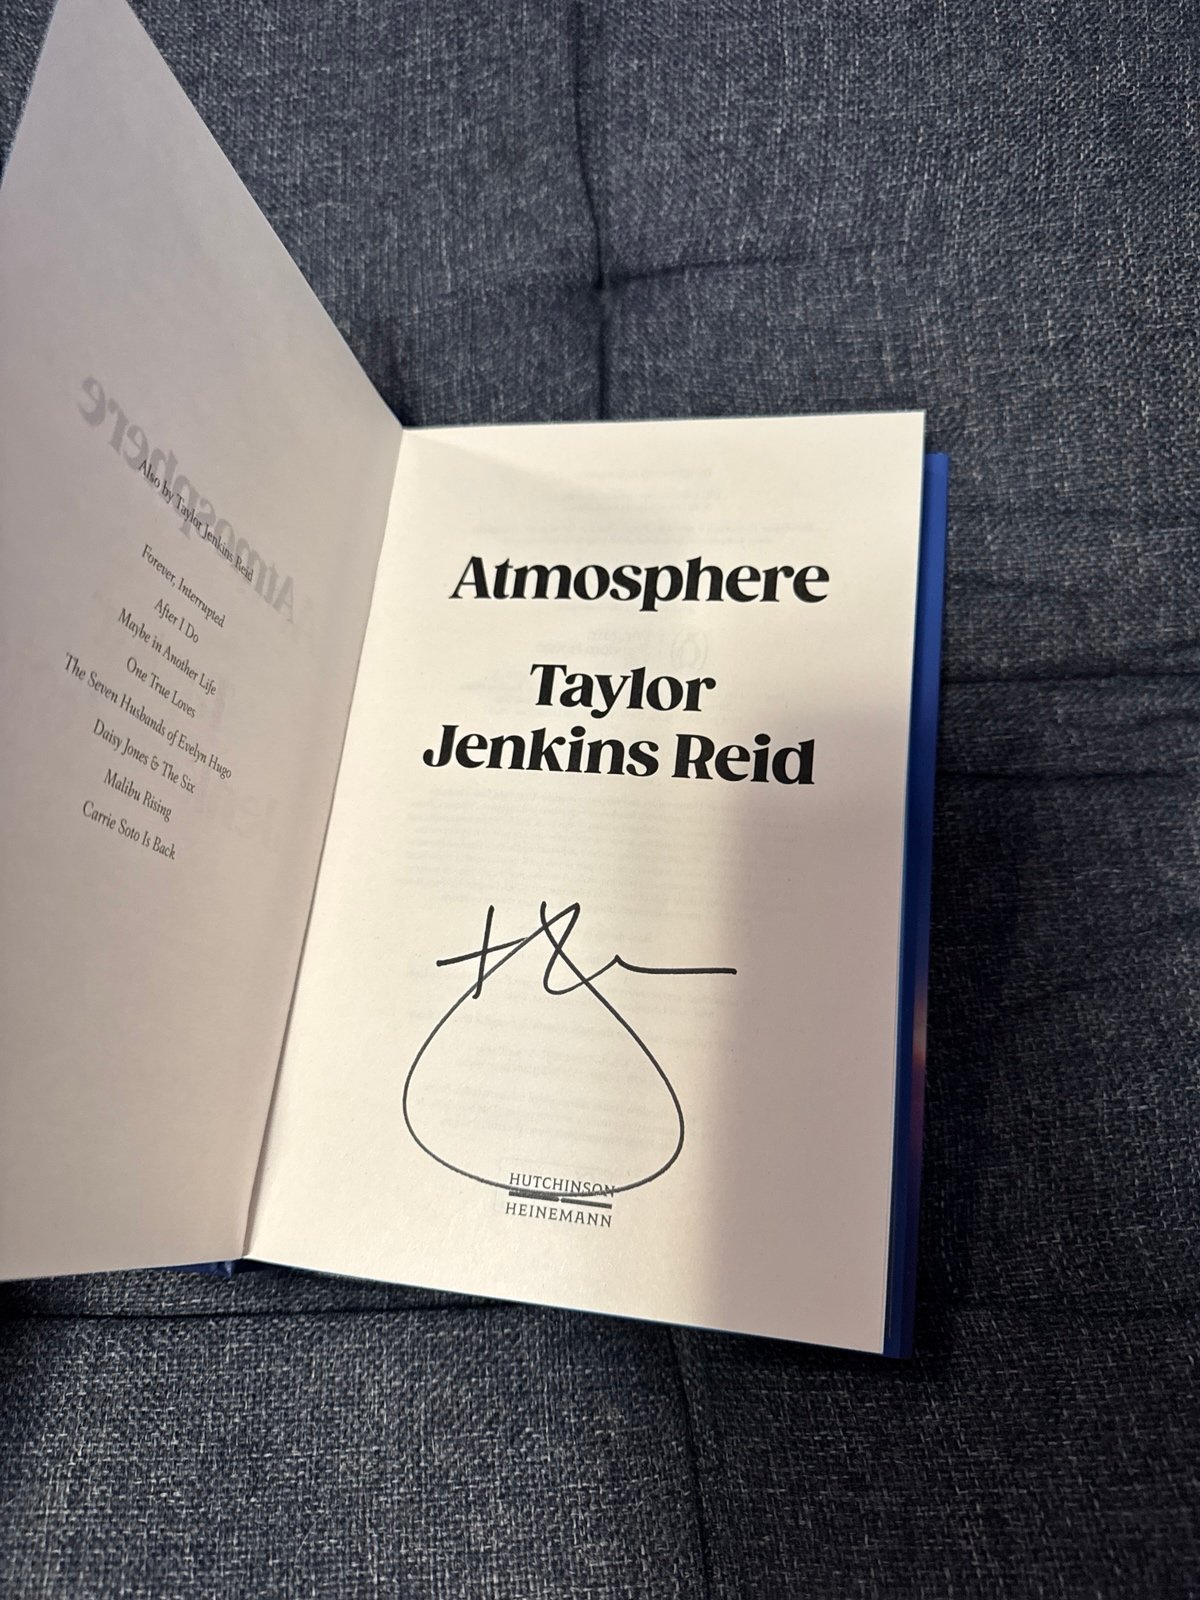 Also by Taylor Jenkins Reid
Forever, Interrupted
After I Do
Maybe in Another Life
One True Loves
The Seven Husbands of Evelyn Hugo
Daisy Jones & The Six
Malibu Rising
Carrie Soto Is Back
Atmosphere
Taylor
Jenkins Reid
HUTCHINSON
HEINEMANN